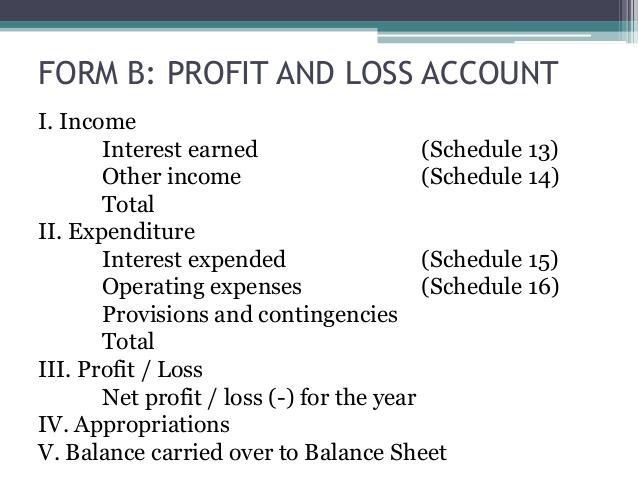 FORM B: PROFIT AND LOSS ACCOUNT
I. Income
Interest earned (Schedule 13)
Other income (Schedule 14)
Total
II. Expenditure
Interest expended (Schedule 15)
Operating expenses (Schedule 16)
Provisions and contingencies
Total
III. Profit / Loss
Net profit / loss (-) for the year
IV. Appropriations
V. Balance carried over to Balance Sheet